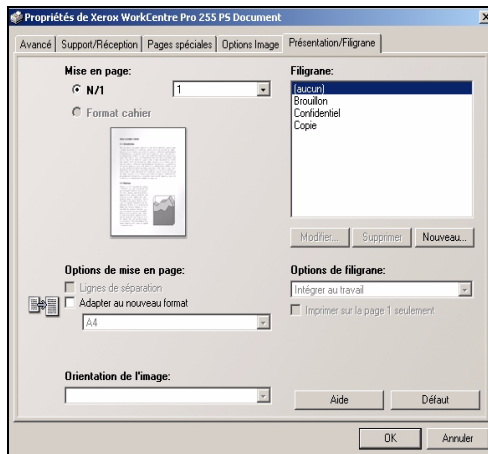 Propriétés de Xerox WorkCentre Pro 255 PS Document
Avancé Support/Réception Pages spéciales Options Image Présentation/Filigrane
Mise en page:
N/1 1
Format cahier
Filigrane:
(aucun)
Brouillon
Confidentiel
Copie
Modifier... Supprimer Nouveau...
Options de mise en page:
Lignes de séparation
Adapter au nouveau format
A4
Options de filigrane:
Intégrer au travail
Imprimer sur la page 1 seulement
Orientation de l'image:
Aide Défaut
OK Annuler